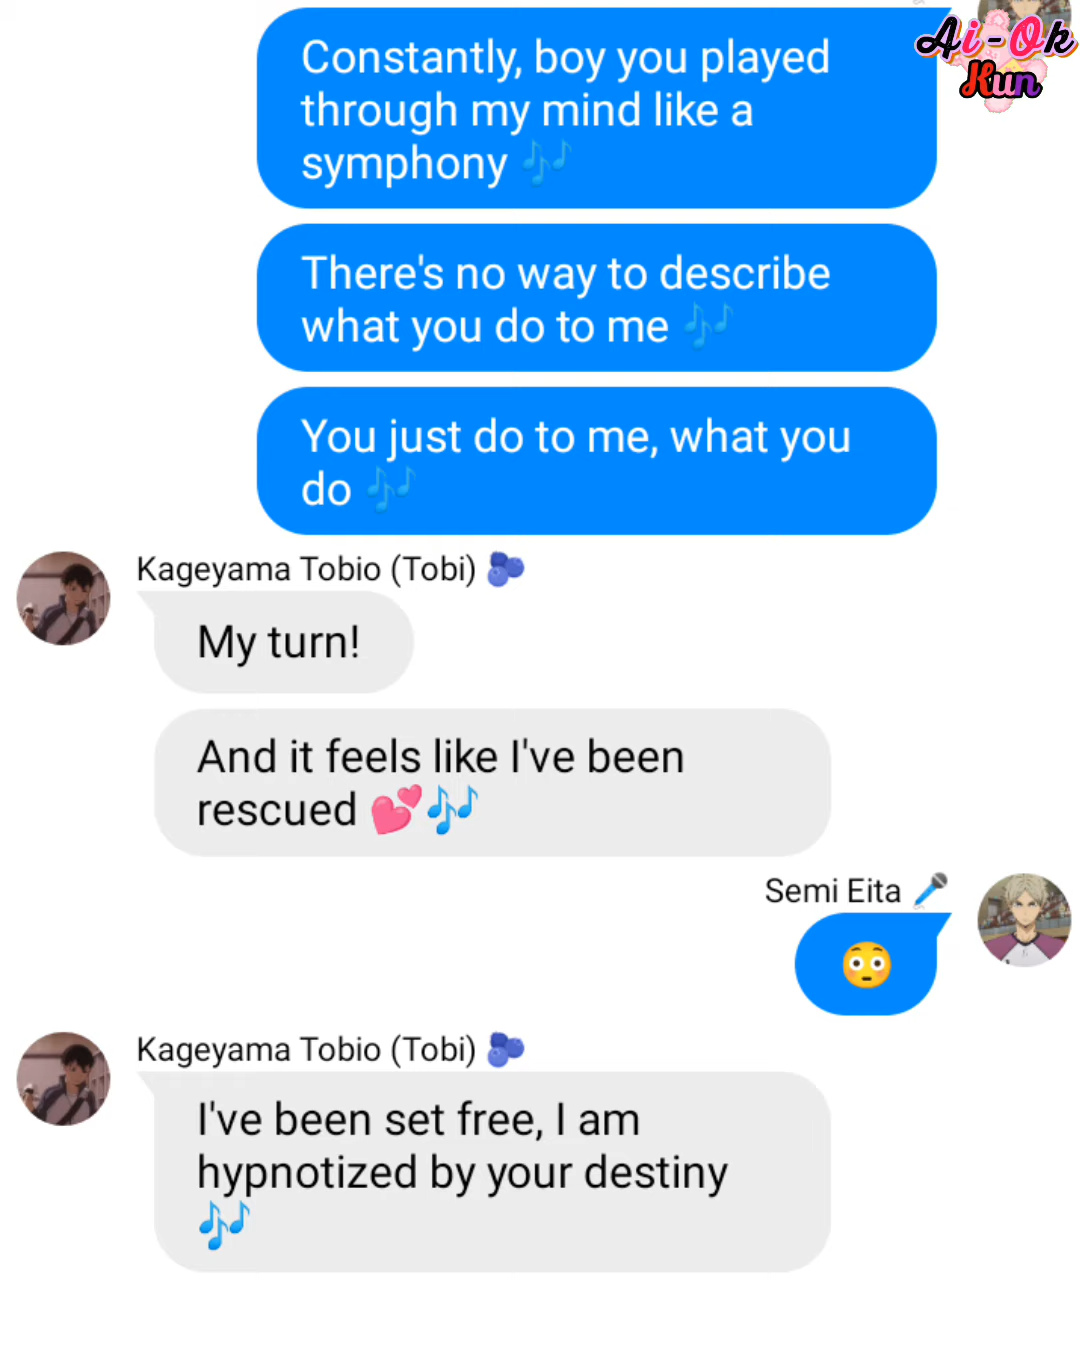 Ai-Ok
Kun
Constantly, boy you played
through my mind like a
symphony 🎶
There's no way to describe
what you do to me 🎶
You just do to me, what you
do 🎶
Kageyama Tobio (Tobi) 🫐
My turn!
And it feels like I've been
rescued 💕🎶
Semi Eita 🎤
😳
Kageyama Tobio (Tobi) 🫐
I've been set free, I am
hypnotized by your destiny
🎶